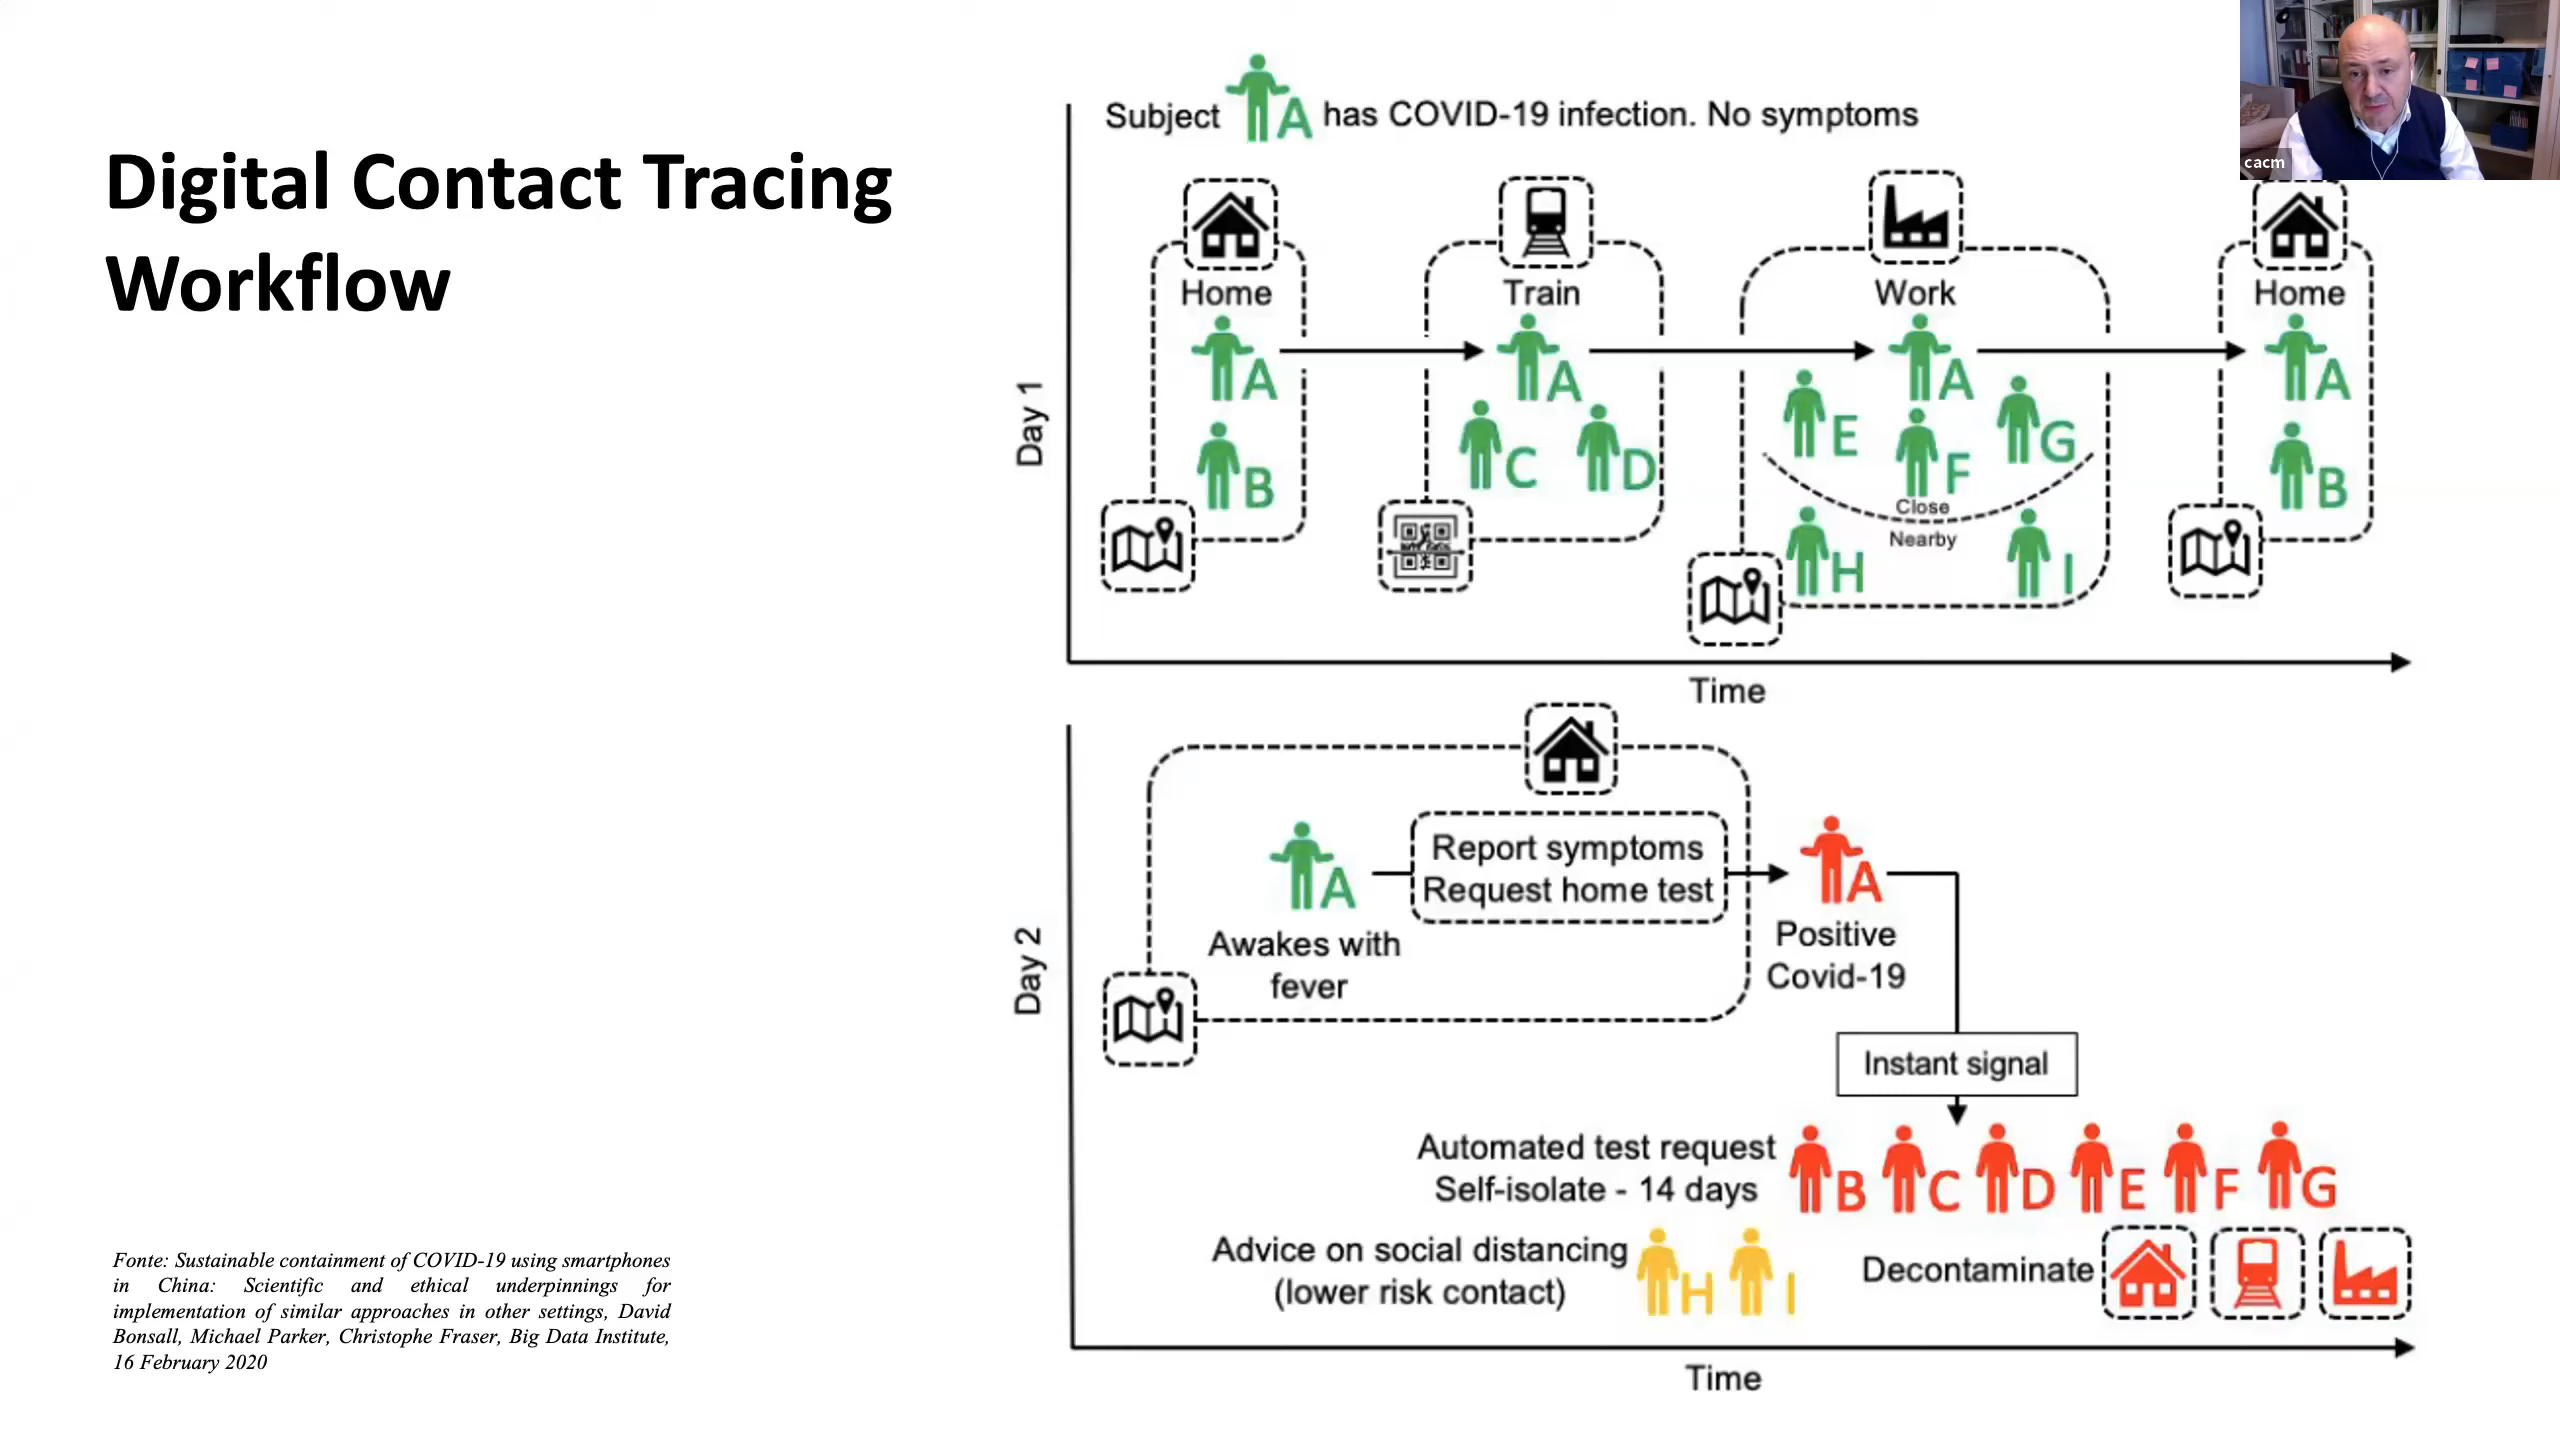 Digital Contact Tracing
Workflow
Subject A has COVID-19 infection. No symptoms
cacm
Home
Train
Work
Home
A
A
A
A
B
C
D
E
F
G
B
Close
Nearby
H
I
Day 1
Time
A
Report symptoms
Request home test
A
Awakes with
fever
Positive
Covid-19
Day 2
Instant signal
Automated test request
Self-isolate - 14 days
B C D E F G
Advice on social distancing
(lower risk contact)
H I
Decontaminate
Time
Fonte: Sustainable containment of COVID-19 using smartphones
in China: Scientific and ethical underpinnings for
implementation of similar approaches in other settings, David
Bonsall, Michael Parker, Christophe Fraser, Big Data Institute,
16 February 2020